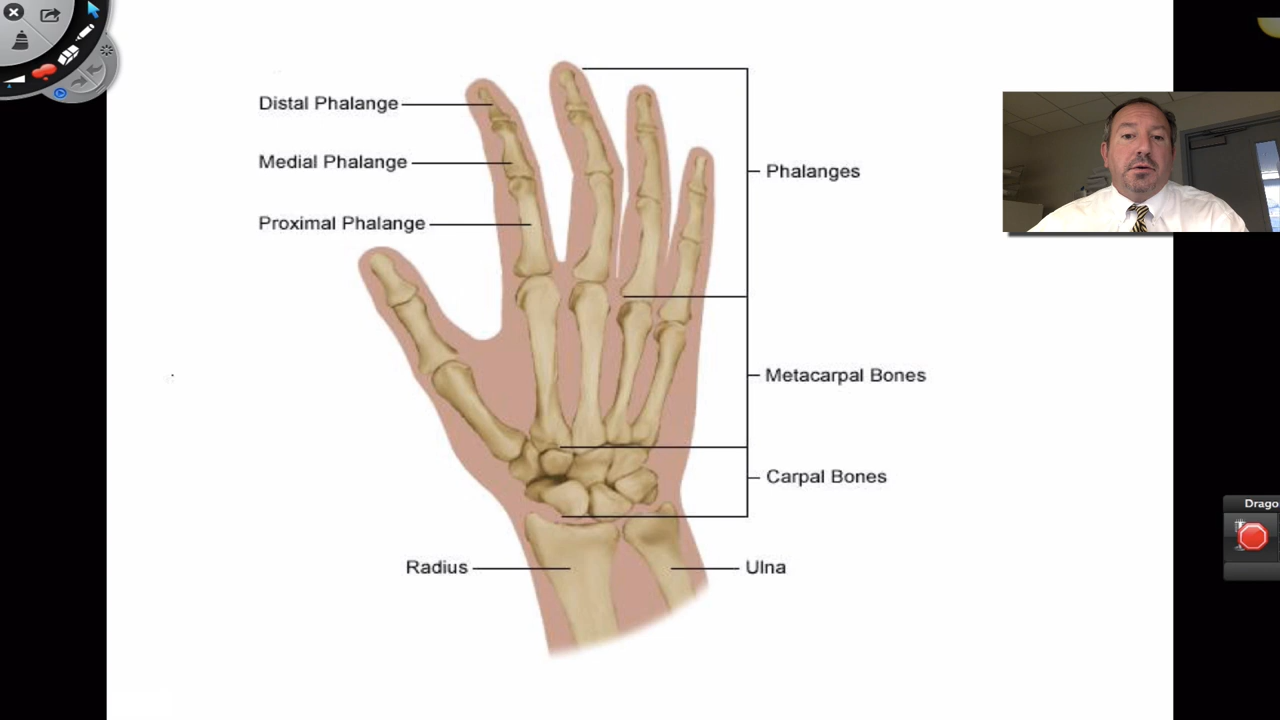 Distal Phalange
Medial Phalange
Proximal Phalange
Phalanges
Metacarpal Bones
Carpal Bones
Radius
Ulna
Drago